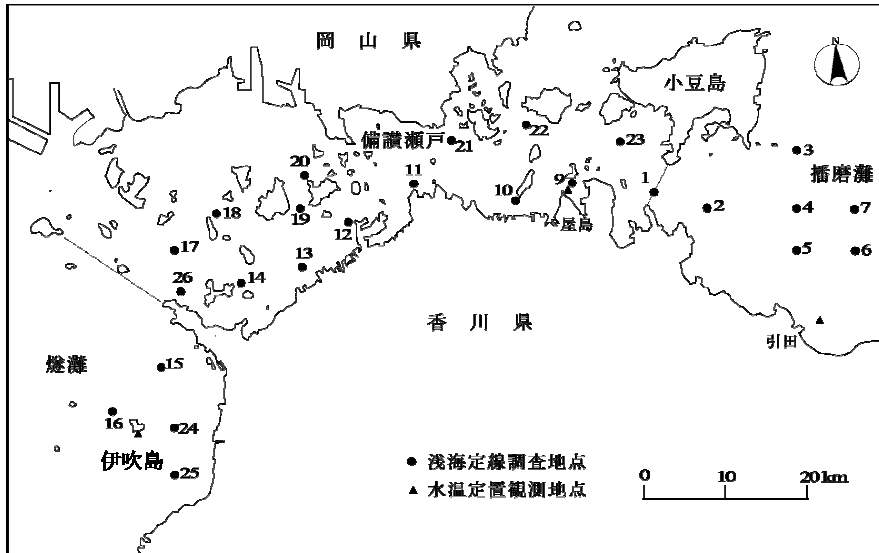 岡山県
N
小豆島
備讃瀬戸
22
21
23
3
播磨灘
20
11
9
1
10
18
19
2
4
7
12
屋島
17
5
6
13
14
26
香川県
引田
燧灘
15
16
24
伊吹島
25
● 浅海定線調査地点
▲ 水温定置観測地点
0 10 20km